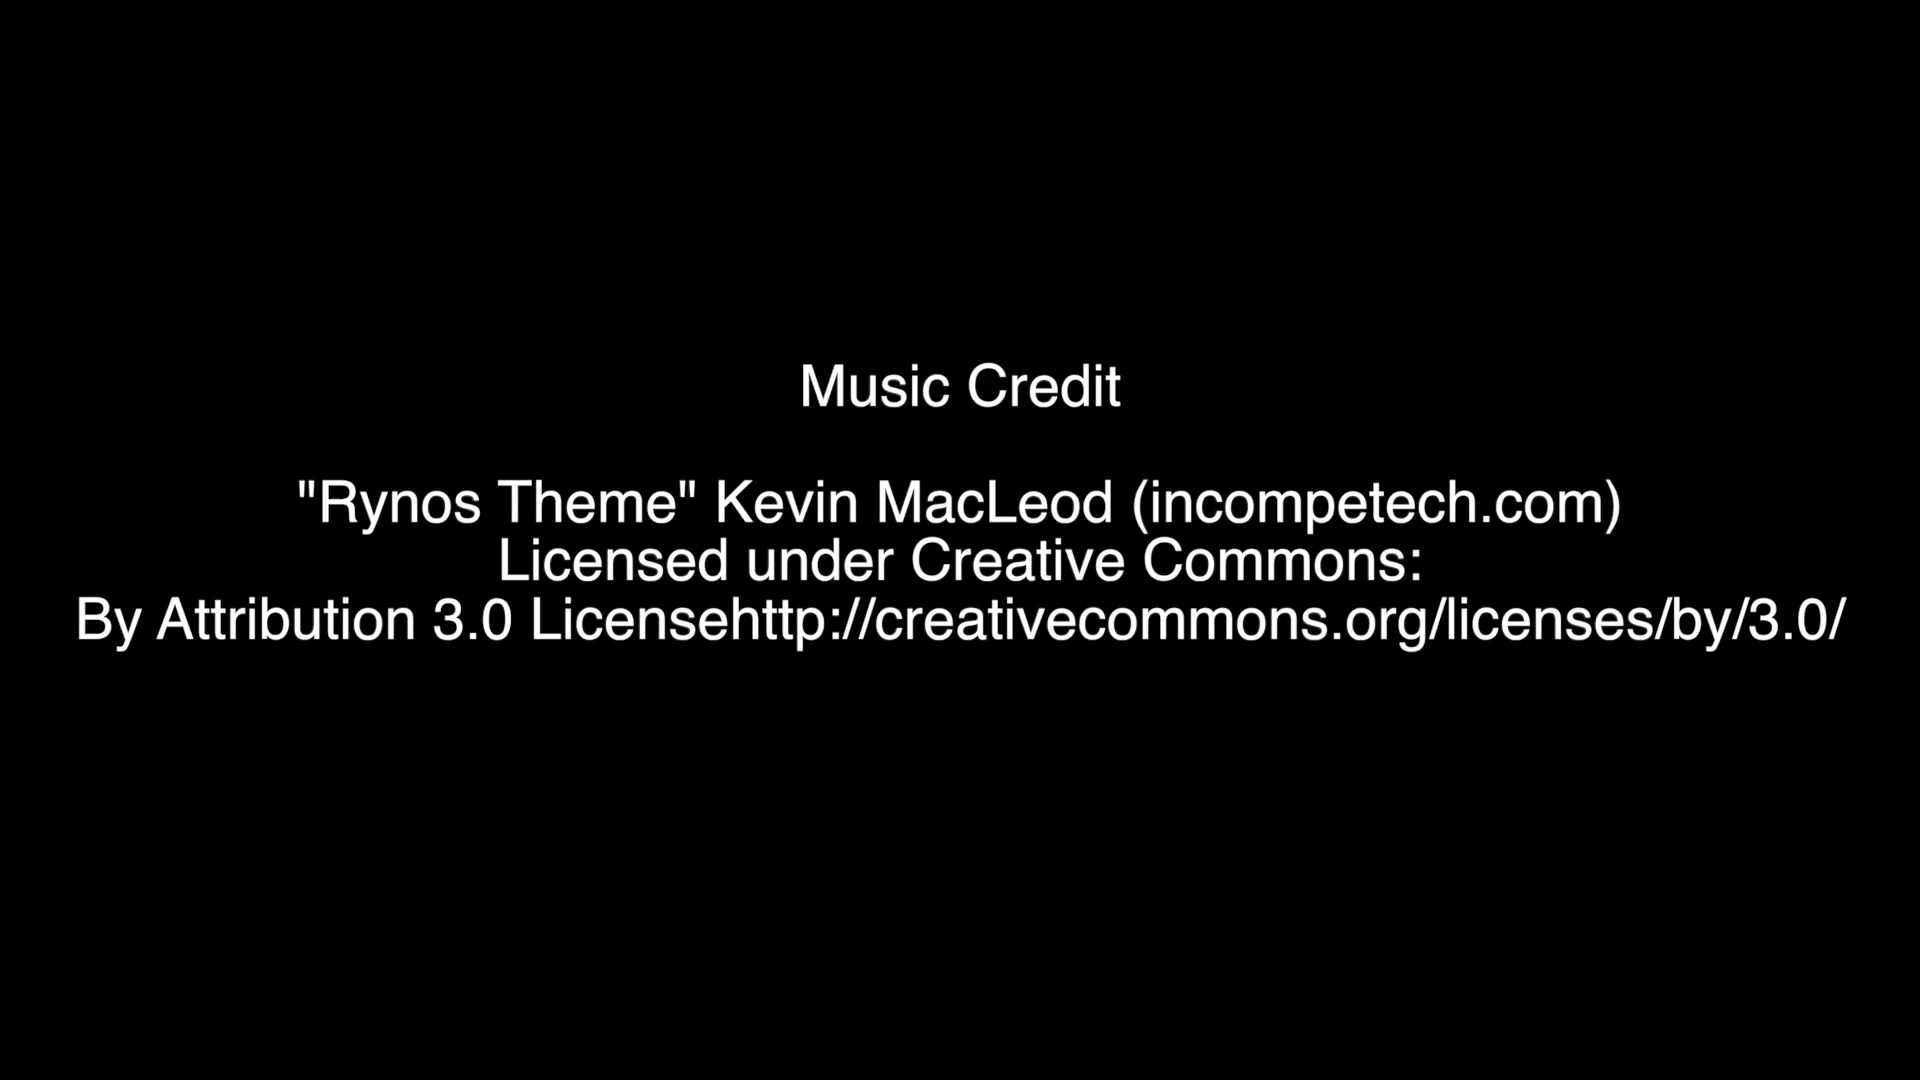 Music Credit
"Rynos Theme" Kevin MacLeod (incompetech.com)
Licensed under Creative Commons:
By Attribution 3.0 Licensehttp://creativecommons.org/licenses/by/3.0/